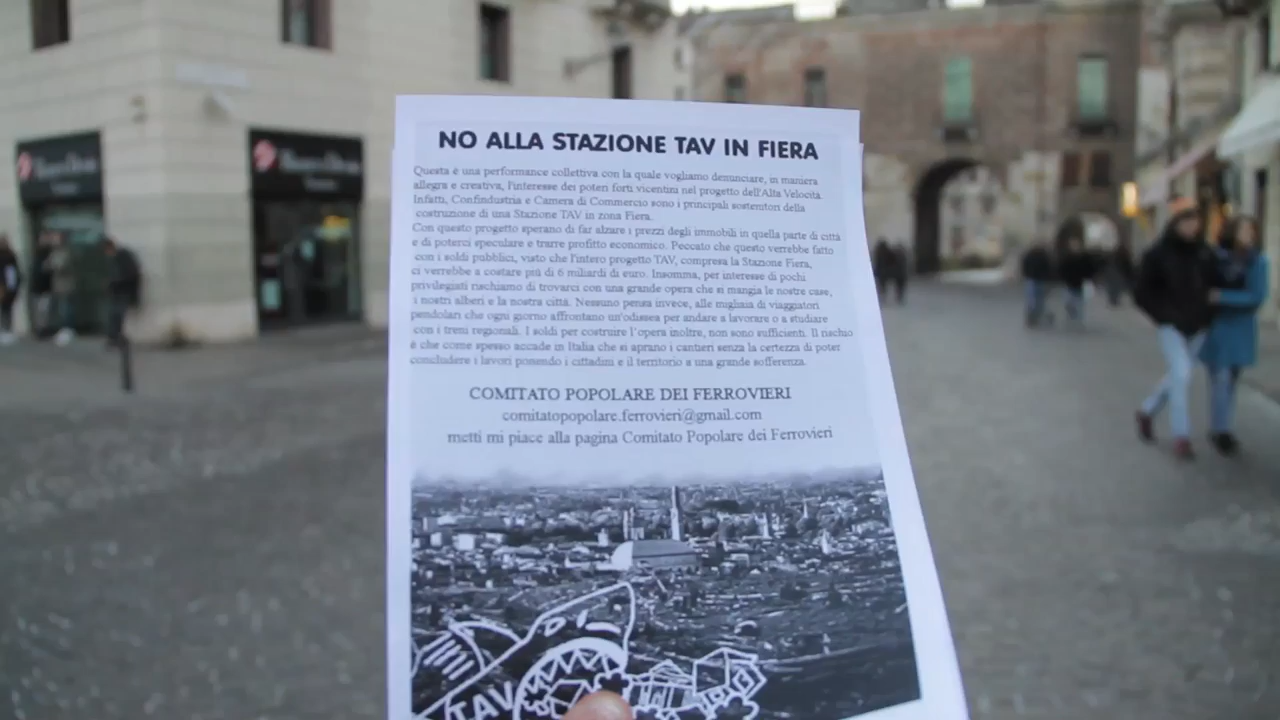 NO ALLA STAZIONE TAV IN FIERA
Questa è una performance collettiva con la quale vogliamo denunciare, in maniera
allegra e creativa, l'interesse dei poteri forti vicentini nel progetto dell'Alta Velocità.
Infatti, Confindustria e Camera di Commercio sono i principali sostenitori della
costruzione di una Stazione TAV in zona Fiera.
Con questo progetto sperano di far alzare i prezzi degli immobili in quella parte di città
e di poterci speculare e trarre profitto economico. Peccato che questo verrebbe fatto
con i soldi pubblici, visto che l'intero progetto TAV, compresa la Stazione Fiera,
ci verrebbe a costare più di 6 miliardi di euro. Insomma, per interesse di pochi
privilegiati rischiamo di trovarci con una grande opera che si mangia le nostre case,
i nostri alberi e la nostra città. Nessuno pensa invece, alle migliaia di viaggiatori
pendolari che ogni giorno affrontano un'odissea per andare a lavorare o a studiare
con i treni regionali. I soldi per costruire l'opera inoltre, non sono sufficienti. Il rischio
è che come spesso accade in Italia che si aprano i cantieri senza la certezza di poter
concludere i lavori ponendo i cittadini e il territorio a una grande sofferenza.
COMITATO POPOLARE DEI FERROVIERI
comitatopopolare.ferrovieri@gmail.com
metti mi piace alla pagina Comitato Popolare dei Ferrovieri
TAV